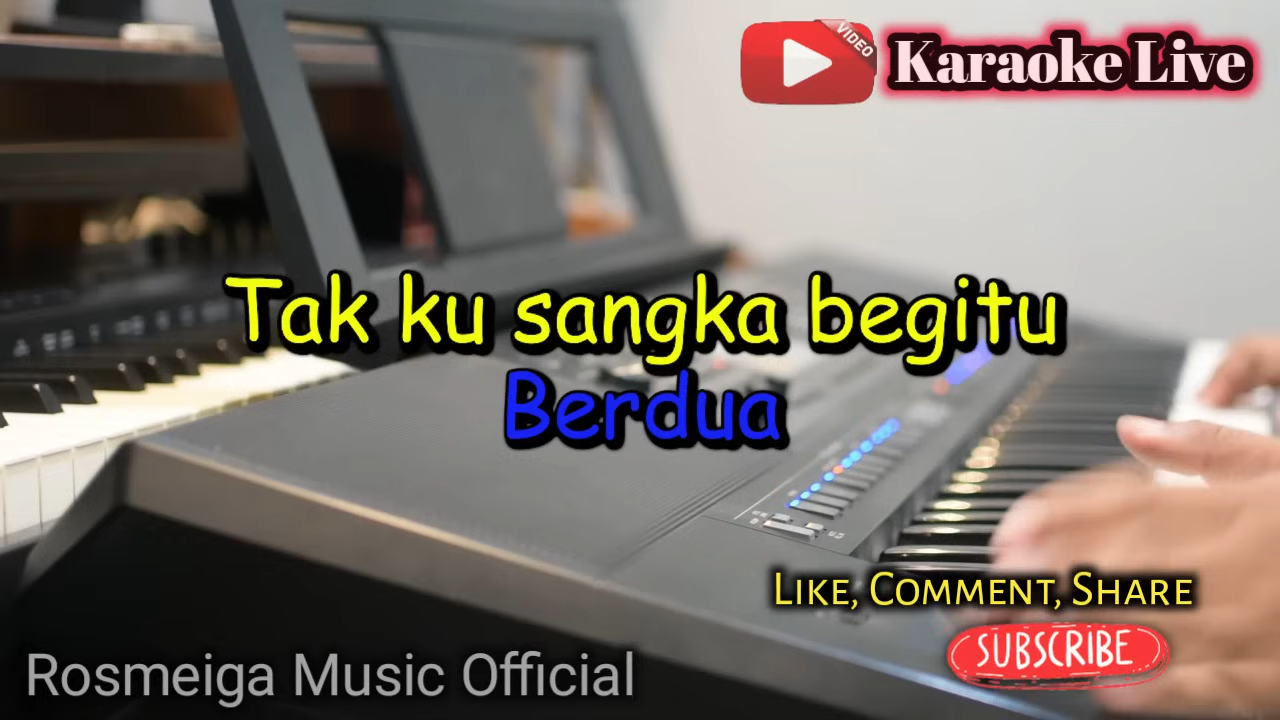 VIDEO
Karaoke Live
Tak ku sangka begitu
Berdua
Like, Comment, Share
SUBSCRIBE
Rosmeiga Music Official